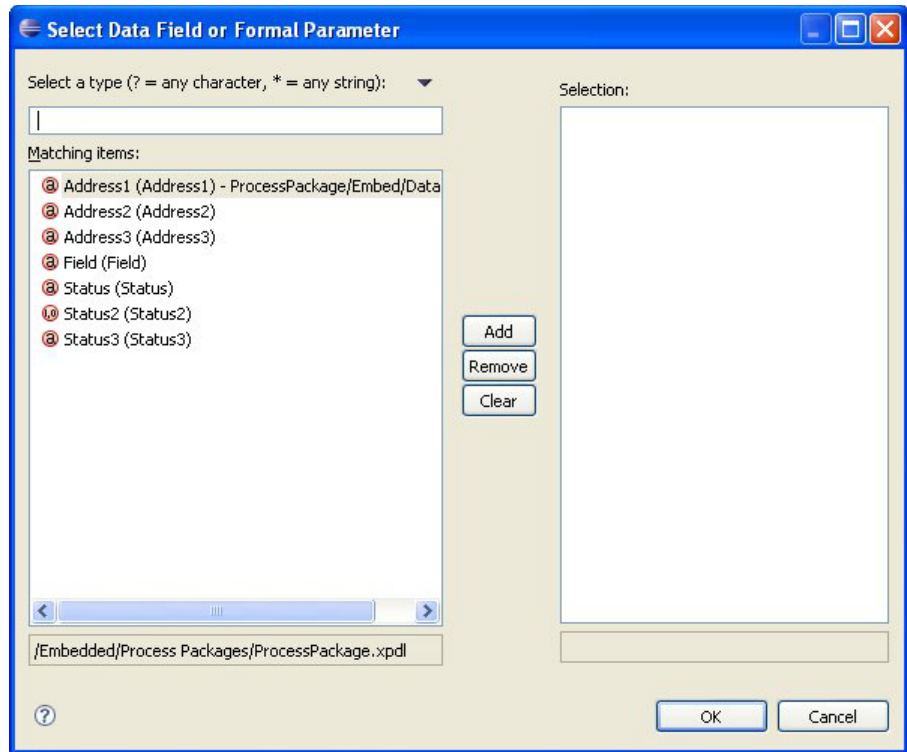 Select Data Field or Formal Parameter
Select a type (? = any character, * = any string):
Matching items:
@ Address1 (Address1) - ProcessPackage/Embed/Data
@ Address2 (Address2)
@ Address3 (Address3)
@ Field (Field)
@ Status (Status)
1,0 Status2 (Status2)
@ Status3 (Status3)
/Embedded/Process Packages/ProcessPackage.xpdl
Add
Remove
Clear
Selection:
?
OK
Cancel